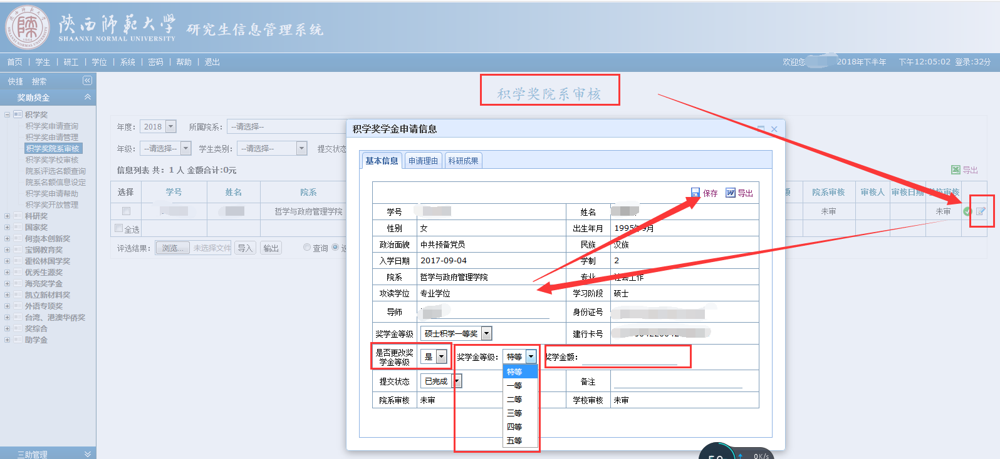 陕西师范大学 研究生信息管理系统
SHAANXI NORMAL UNIVERSITY
首页 | 学生 | 研工 | 学位 | 系统 | 密码 | 帮助 | 退出
欢迎您 2018年下半年 下午12:05:02 登录:32分
快捷 搜索
奖助贷金
积学奖
积学奖申请查询
积学奖申请管理
积学奖院系审核
积学奖学校审核
院系评选名额查询
院系名额信息设定
积学奖申请帮助
积学奖开放管理
科研奖
国家奖
何崇本创新奖
宝钢教育奖
霍松林国学奖
优秀生源奖
海亮奖学金
凯立新材料奖
外语专项奖
台湾、港澳华侨奖
奖综合
助学金
三助管理
积学奖院系审核
年度: 2018 所属院系: --请选择--
年级: --请选择-- 学生类别: --请选择-- 提交状态
信息列表 共: 1 人 金额合计:0元
导出
选择 学号 姓名 院系 院系审核 审核人 审核日期 学校审核
哲学与政府管理学院 未审 未审
全选
评选结果: 浏览... 未选择文件 导入 输出 查询
积学奖学金申请信息
基本信息 申请理由 科研成果
保存 导出
学号 姓名
性别 女 出生年月 1995年9月
政治面貌 中共预备党员 民族 汉族
入学日期 2017-09-04 学制 2
院系 哲学与政府管理学院 专业 社会工作
攻读学位 专业学位 学习阶段 硕士
导师 身份证号
奖学金等级 硕士积学一等奖 建行卡号
是否更改奖学金等级 是 奖学金等级: 特等 奖学金额:
特等
一等
二等
三等
四等
五等
提交状态 已完成 备注
院系审核 未审 学校审核 未审
0K/s